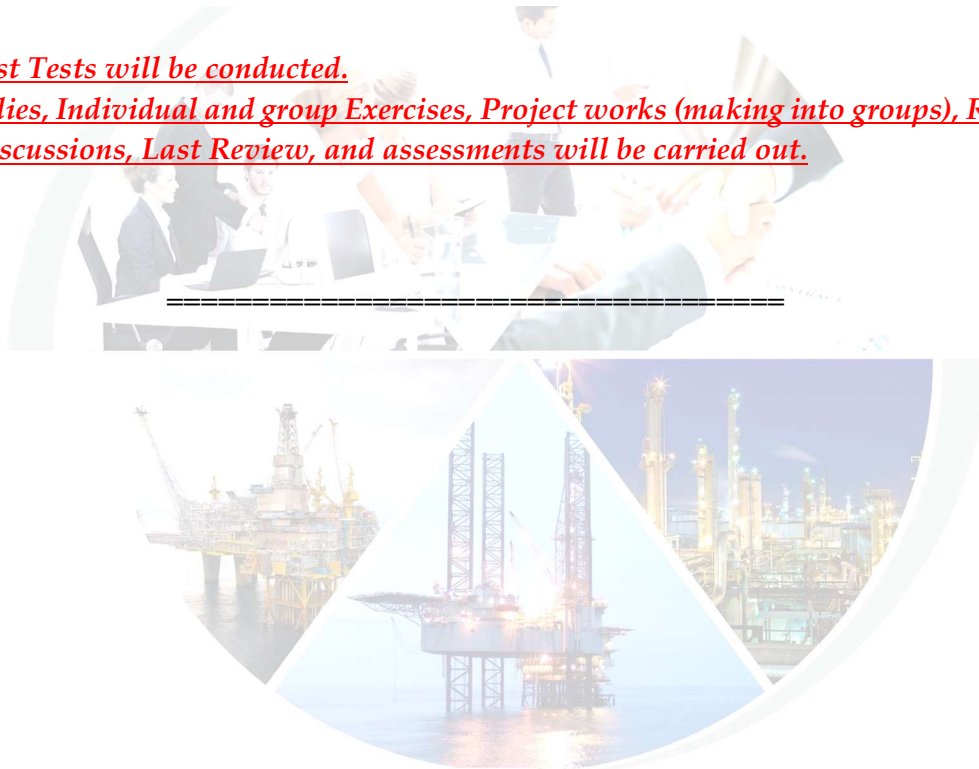 st Tests will be conducted.
dies, Individual and group Exercises, Project works (making into groups), R
scussions, Last Review, and assessments will be carried out.
====================================